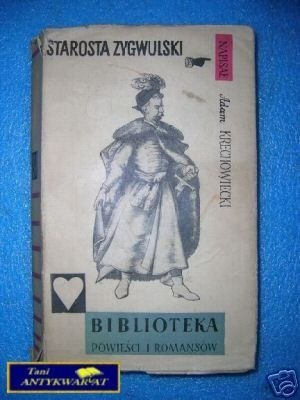 STAROSTA ZYGWULSKI
NAPISAŁ
Adam KRECHOWIECKI
BIBLIOTEKA
POWIEŚCI I ROMANSÓW
Tani
ANTYKWARIAT